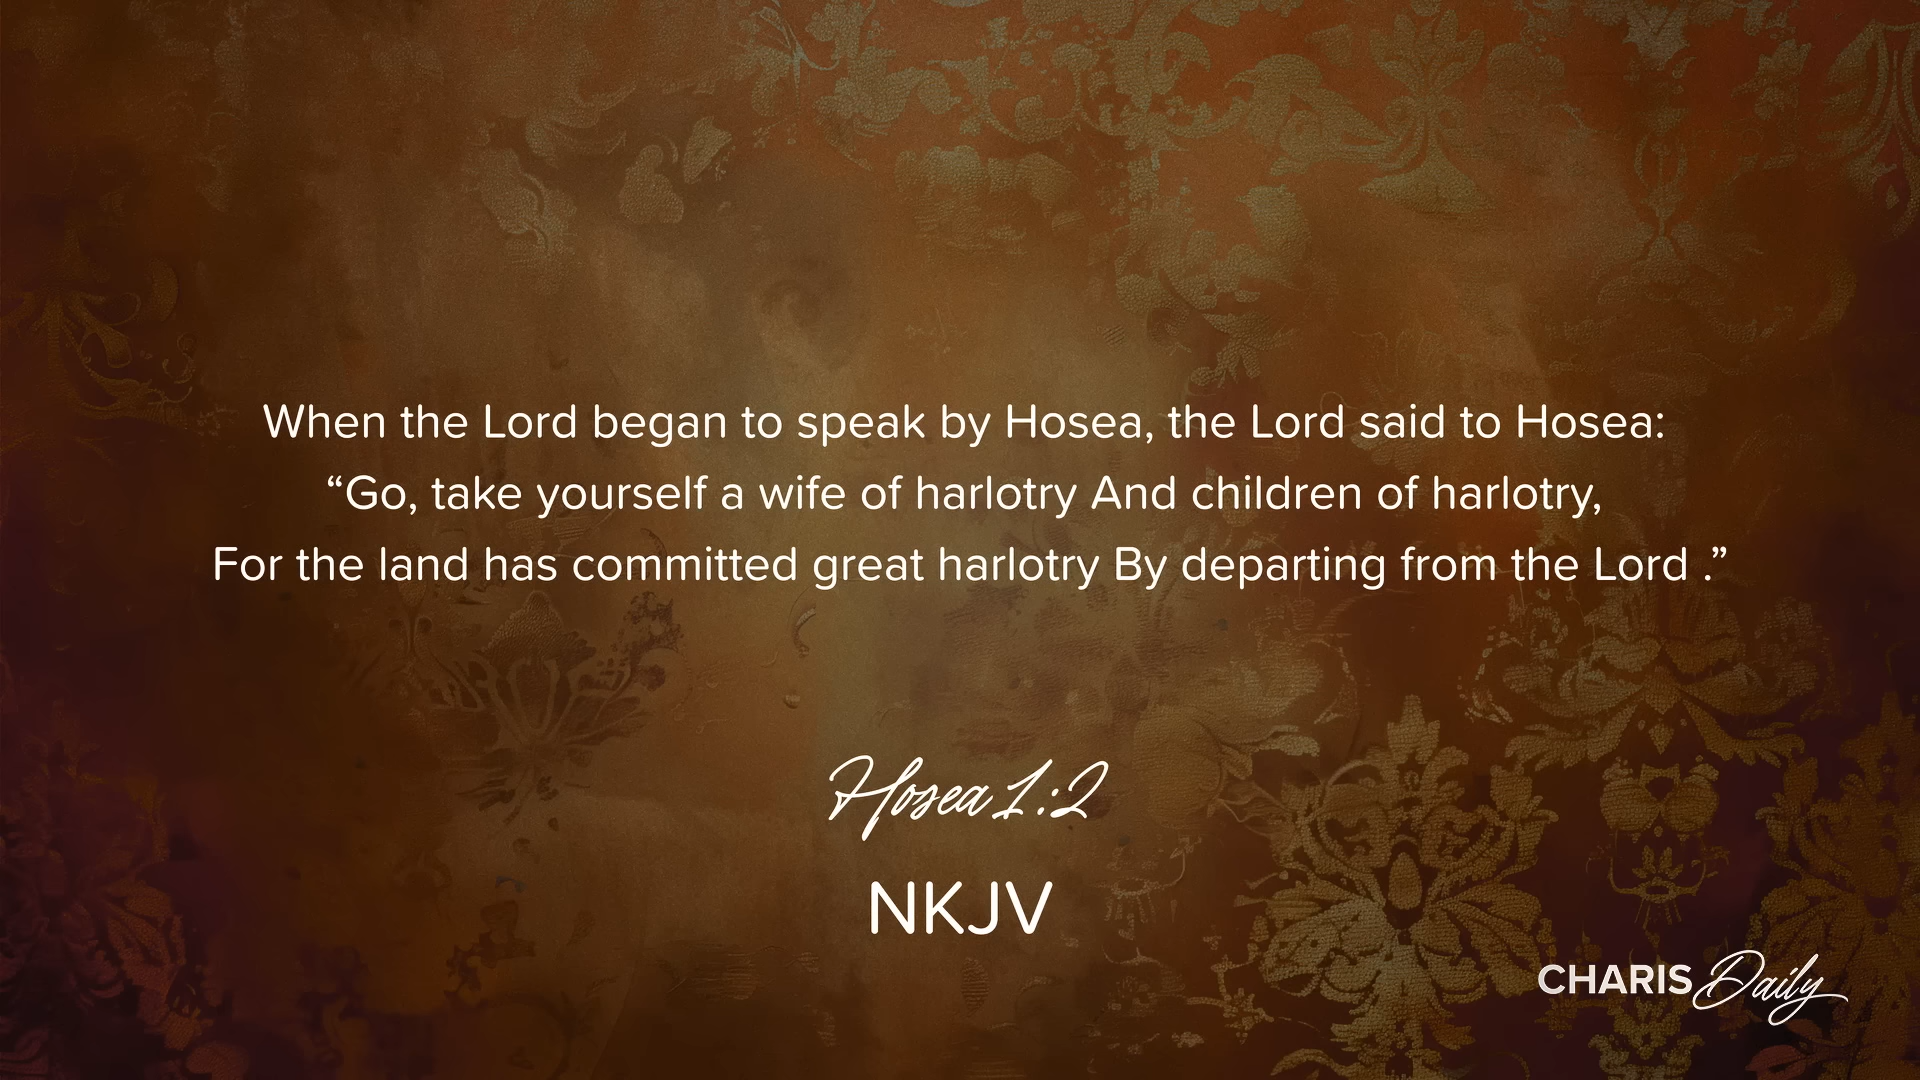 When the Lord began to speak by Hosea, the Lord said to Hosea:
“Go, take yourself a wife of harlotry And children of harlotry,
For the land has committed great harlotry By departing from the Lord .”
Hosea 1:2
NKJV
CHARIS Daily